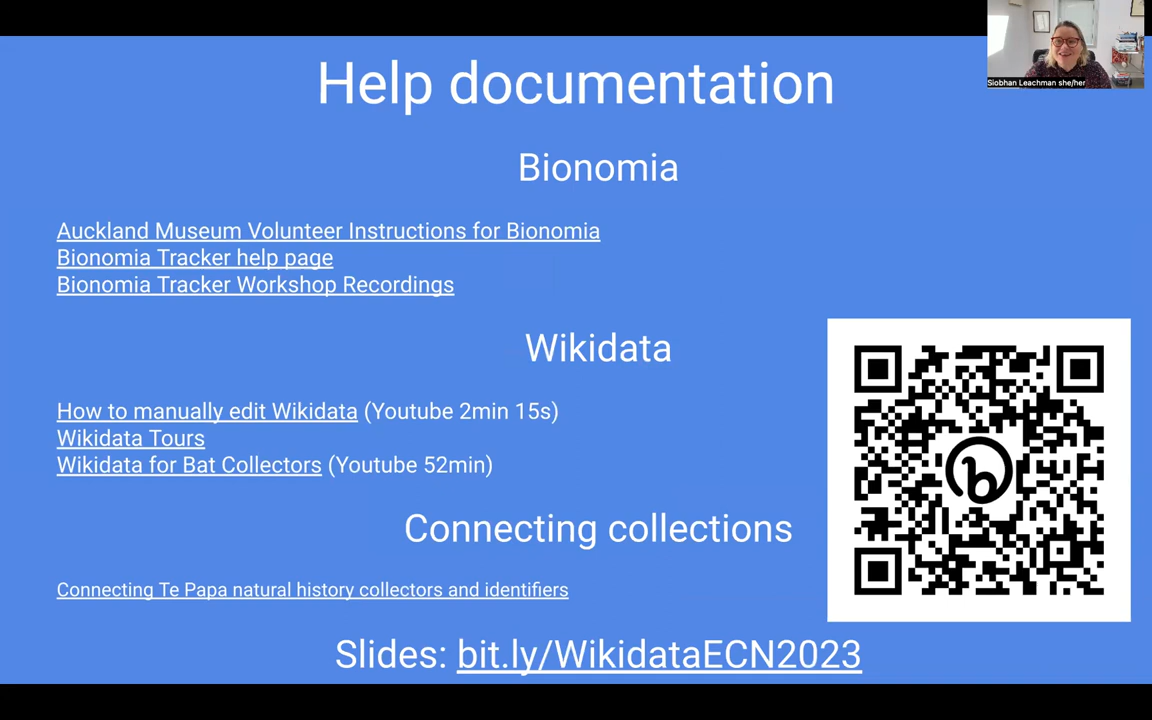 Siobhan Leachman she/her
Help documentation
Bionomia
Auckland Museum Volunteer Instructions for Bionomia
Bionomia Tracker help page
Bionomia Tracker Workshop Recordings
Wikidata
How to manually edit Wikidata (Youtube 2min 15s)
Wikidata Tours
Wikidata for Bat Collectors (Youtube 52min)
Connecting collections
Connecting Te Papa natural history collectors and identifiers
b
Slides: bit.ly/WikidataECN2023